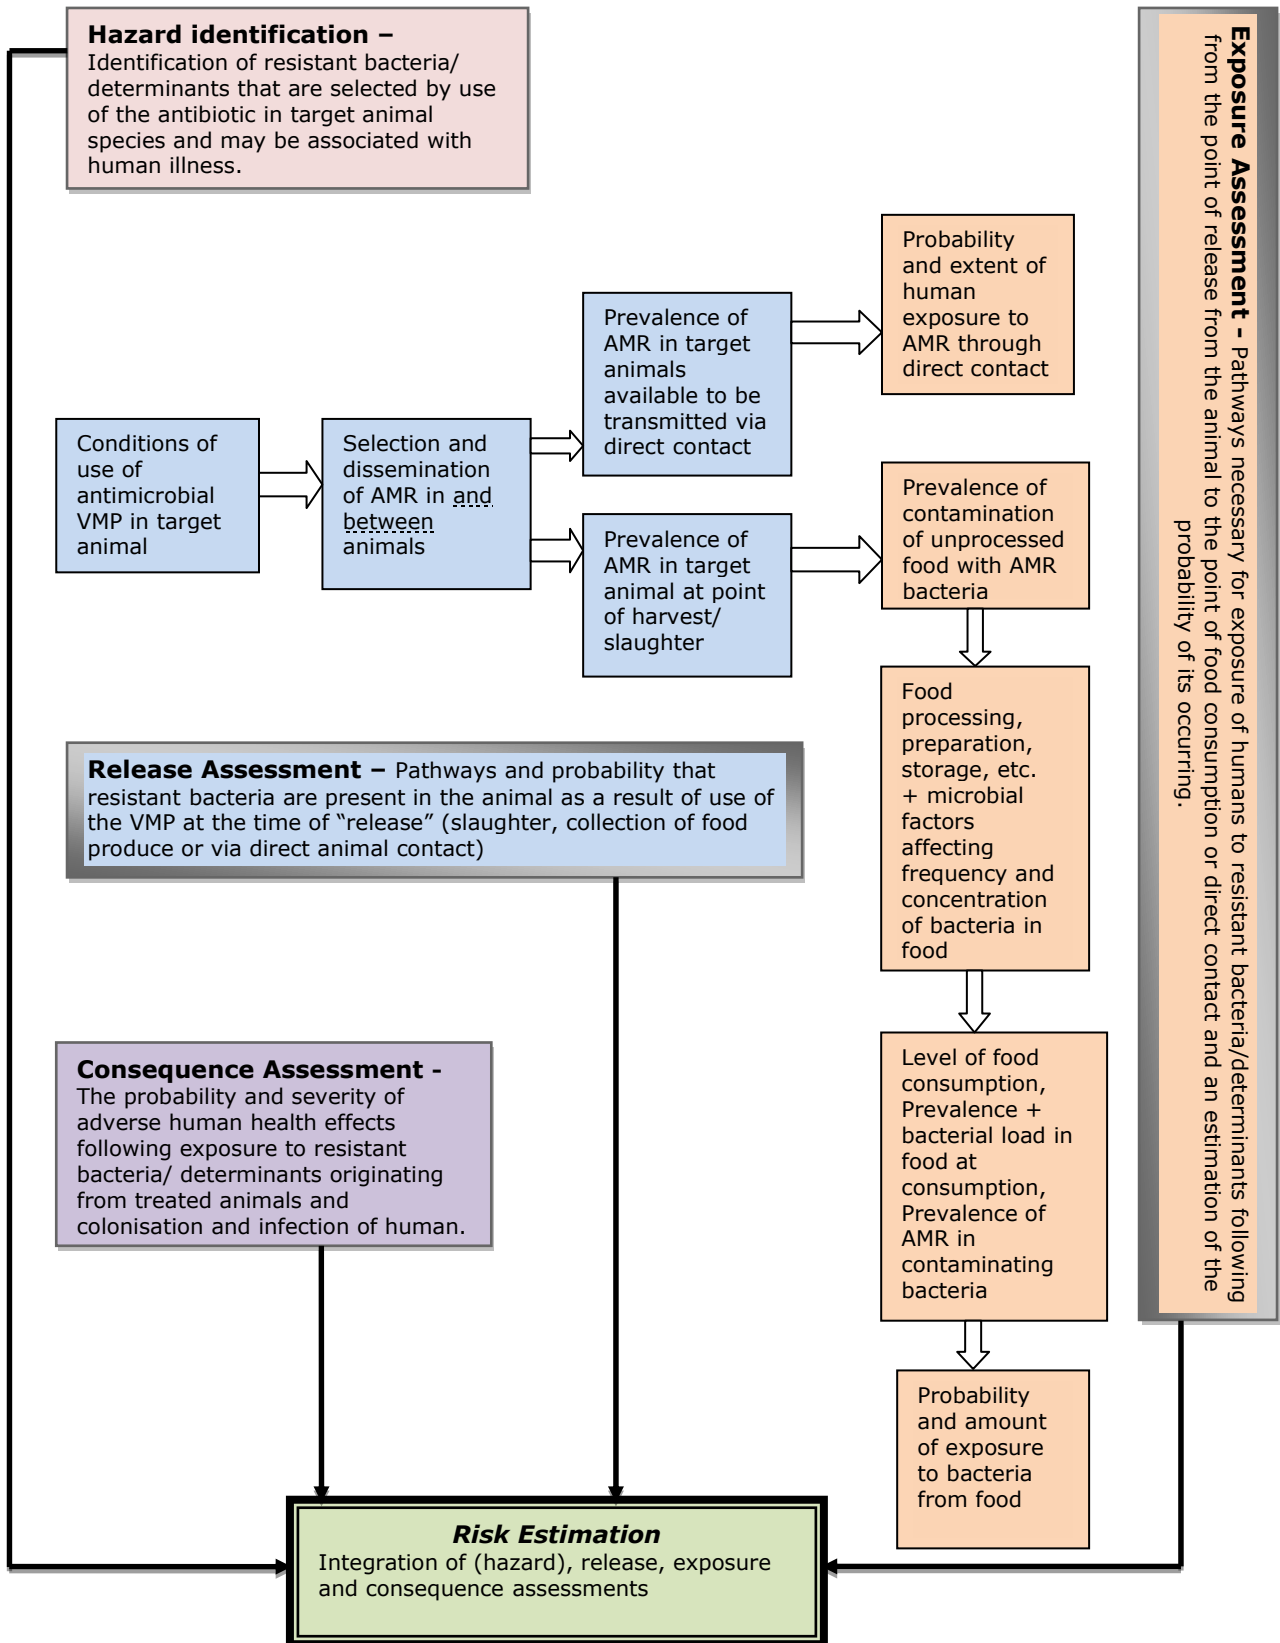 Hazard identification –
Identification of resistant bacteria/
determinants that are selected by use
of the antibiotic in target animal
species and may be associated with
human illness.
Exposure Assessment - Pathways necessary for exposure of humans to resistant bacteria/determinants following
from the point of release from the animal to the point of food consumption or direct contact and an estimation of the
probability of its occurring.
Conditions of
use of
antimicrobial
VMP in target
animal
Selection and
dissemination
of AMR in and
between
animals
Prevalence of
AMR in target
animals
available to be
transmitted via
direct contact
Probability
and extent of
human
exposure to
AMR through
direct contact
Prevalence of
AMR in target
animal at point
of harvest/
slaughter
Prevalence of
contamination
of unprocessed
food with AMR
bacteria
Food
processing,
preparation,
storage, etc.
+ microbial
factors
affecting
frequency and
concentration
of bacteria in
food
Release Assessment – Pathways and probability that
resistant bacteria are present in the animal as a result of use of
the VMP at the time of “release” (slaughter, collection of food
produce or via direct animal contact)
Consequence Assessment -
The probability and severity of
adverse human health effects
following exposure to resistant
bacteria/ determinants originating
from treated animals and
colonisation and infection of human.
Level of food
consumption,
Prevalence +
bacterial load in
food at
consumption,
Prevalence of
AMR in
contaminating
bacteria
Probability
and amount
of exposure
to bacteria
from food
Risk Estimation
Integration of (hazard), release, exposure
and consequence assessments